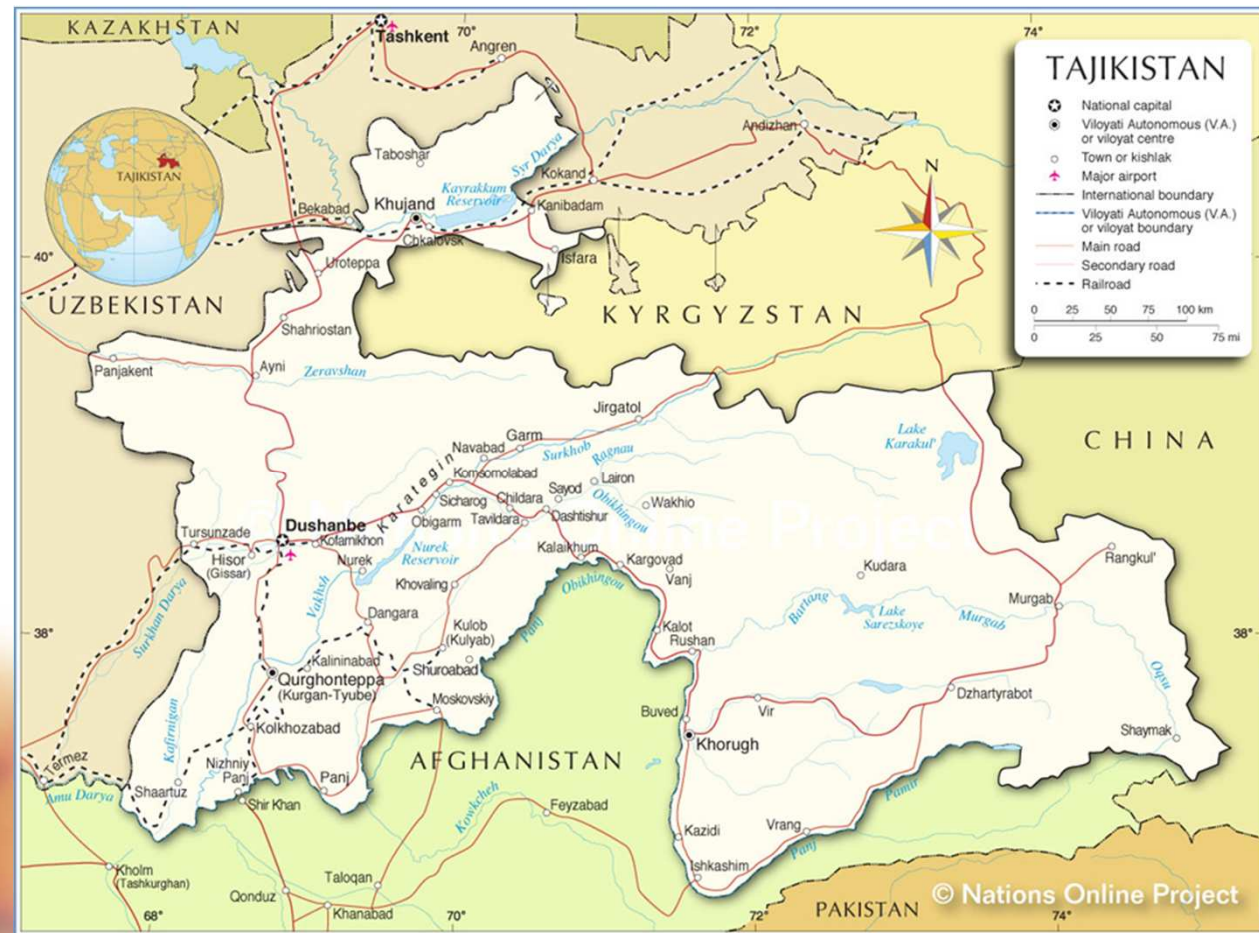 KAZAKHSTAN
70°
72°
74°
Tashkent
Angren
TAJIKISTAN
National capital
Viloyati Autonomous (V.A.)
or viloyat centre
Town or kishlak
Major airport
International boundary
Viloyati Autonomous (V.A.)
or viloyat boundary
Main road
Secondary road
Railroad
0 25 50 75 100 km
0 25 50 75 mi
TAJIKISTAN
Andizhan
N
Taboshar
Syr Darya
Kokand
Kayrakkum
Reservoir
Bekabad
Khujand
Kanibadam
Chkalovsk
Isfara
40°
Uroteppa
UZBEKISTAN
KYRGYZSTAN
Shahriostan
Panjakent
Ayni
Zeravshan
Jirgatol
Lake
Karakul'
CHINA
Garm
Navabad
Surkhob
Ragnau
Karategin
Komsomolabad
Lairon
Sicharog
Childara
Sayod
Obikhingou
Wakhio
Dushanbe
Obigarm
Tavildara
Dashtishur
Tursunzade
Kofarnikhon
Hisor
(Gissar)
Nurek
Nurek
Reservoir
Kalaikhum
Kargovad
Vanj
Rangkul'
Khovaling
Obikhingou
Kudara
Surkhan Darya
Vakhsh
Dangara
Bartang
Lake
Sarezskoye
Murgab
Murgab
38°
38°
Kulob
(Kulyab)
Panj
Kalot
Rushan
Kalininabad
Shuroabad
Qurghonteppa
(Kurgan-Tyube)
Moskovskiy
Dzhartyrabot
Oqsu
Kafirnigan
Kolkhozabad
Buved
Vir
Khorugh
Shaymak
AFGHANISTAN
Termez
Nizhniy
Panj
Panj
Amu Darya
Shaartuz
Shir Khan
Kowkcheh
Feyzabad
Pamir
Kazidi
Vrang
Panj
Kholm
(Tashkurghan)
Taloqan
Ishkashim
Qonduz
Khanabad
PAKISTAN
© Nations Online Project
68°
70°
72°
74°
© Nations Online Project